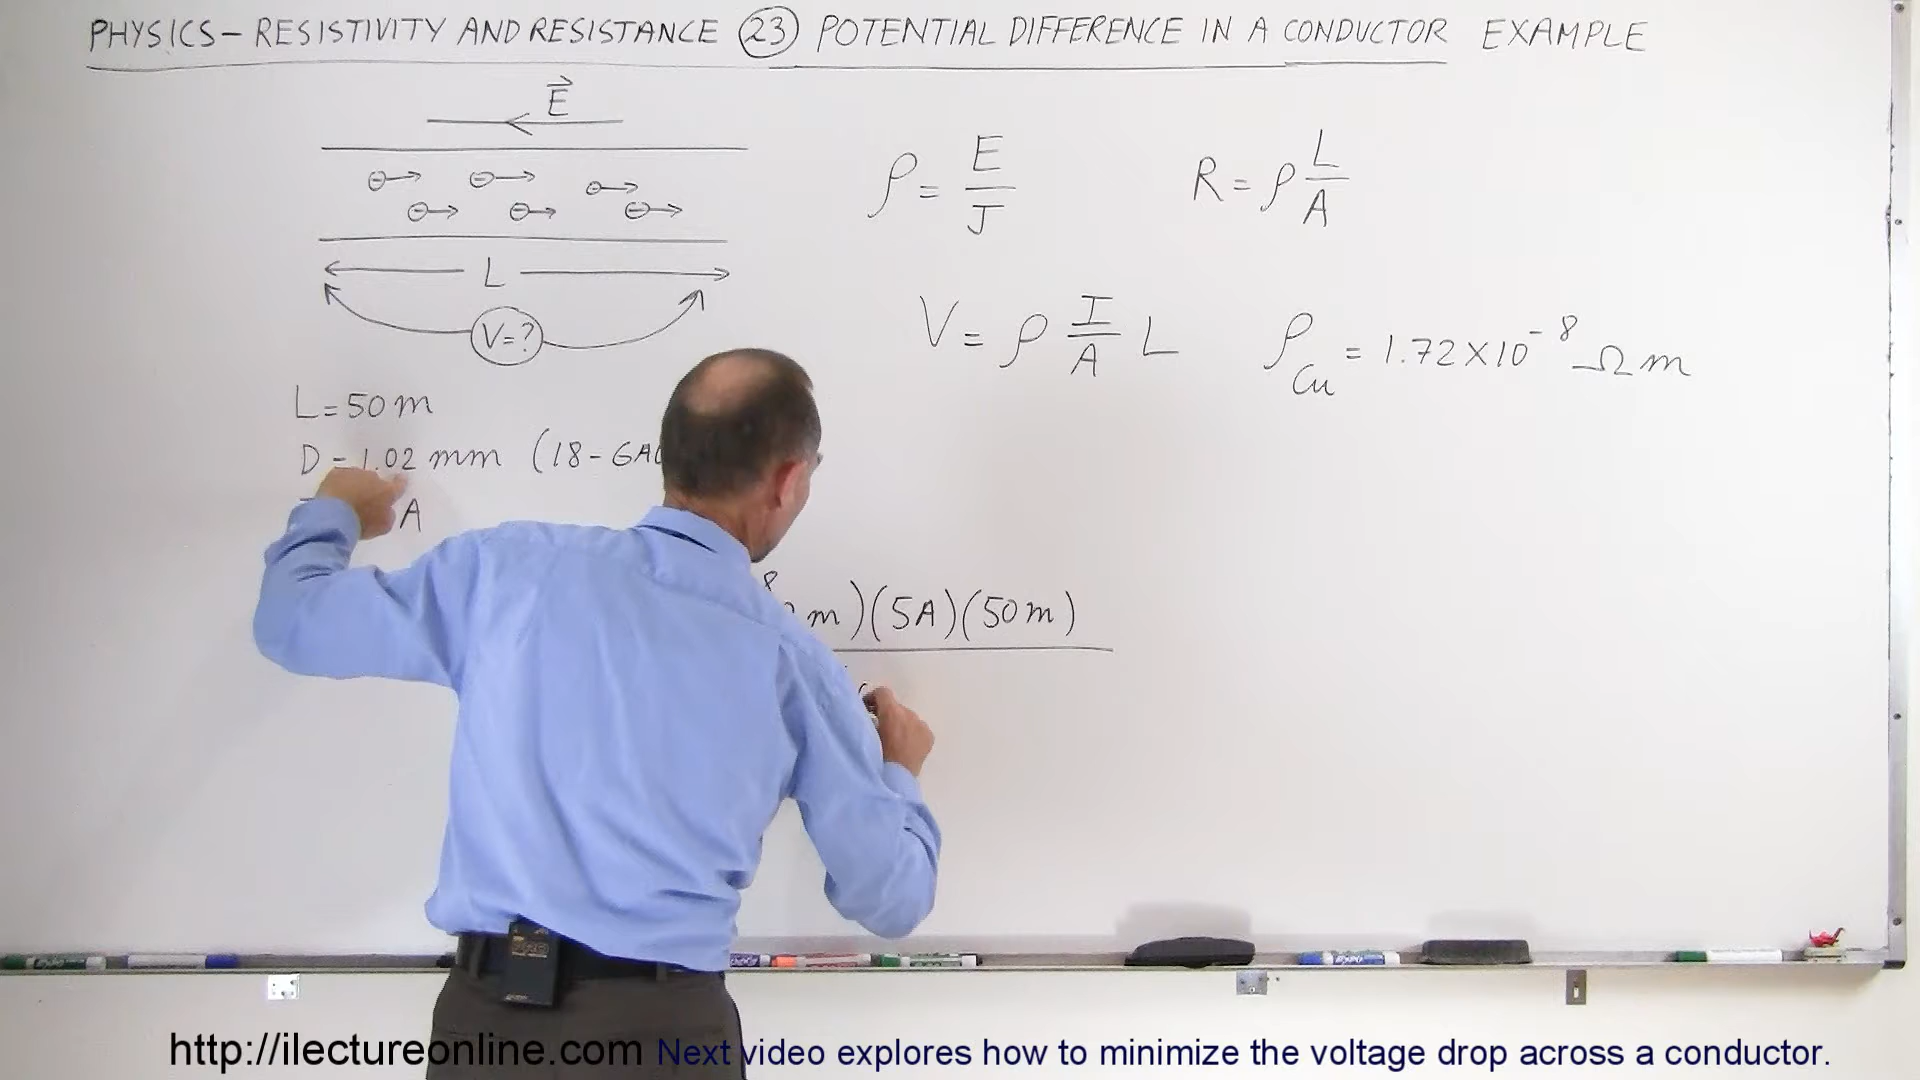 PHYSICS - RESISTIVITY AND RESISTANCE (23) POTENTIAL DIFFERENCE IN A CONDUCTOR EXAMPLE
E⃗
ρ = E/J
R = ρ L/A
L
V=?
V = ρ I/A L
ρCu = 1.72×10⁻⁸ Ωm
L = 50 m
D = 1.02 mm (18-GA
A
m)(5A)(50m)
http://ilectureonline.com Next video explores how to minimize the voltage drop across a conductor.